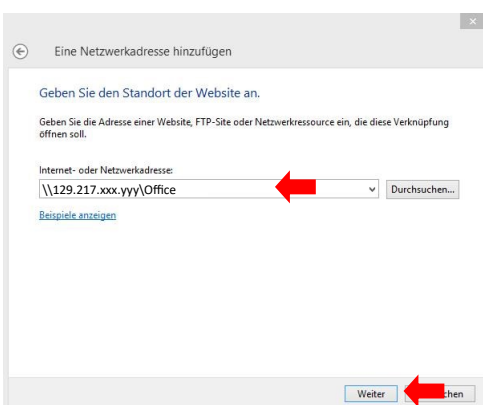 Eine Netzwerkadresse hinzufügen
Geben Sie den Standort der Website an.
Geben Sie die Adresse einer Website, FTP-Site oder Netzwerkressource ein, die diese Verknüpfung
öffnen soll.
Internet- oder Netzwerkadresse:
\\129.217.xxx.yyy\Office
Durchsuchen...
Beispiele anzeigen
Weiter